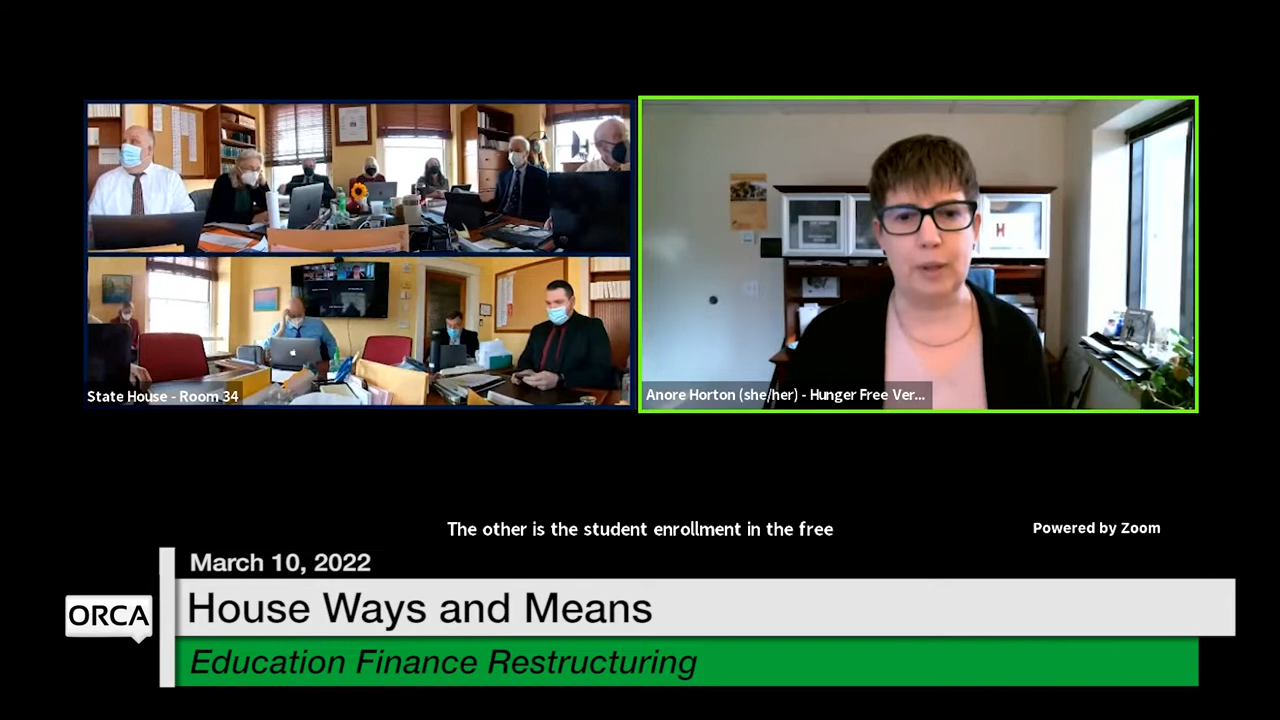 State House - Room 34
Anore Horton (she/her) - Hunger Free Ver...
The other is the student enrollment in the free
Powered by Zoom
March 10, 2022
ORCA
House Ways and Means
Education Finance Restructuring